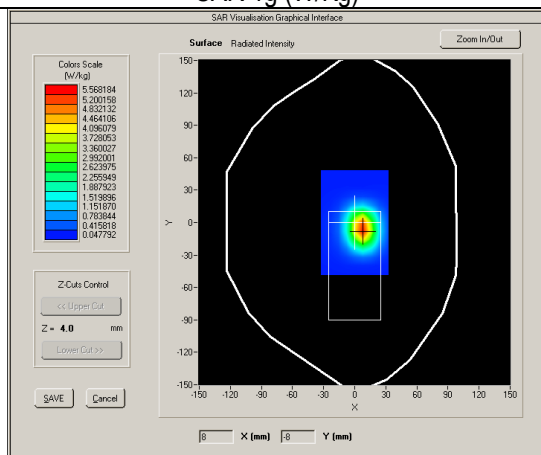 SAR Visualisation Graphical Interface
Surface Radiated Intensity
Zoom In/Out
Colors Scale
(W/kg)
5.568184
5.200158
4.832132
4.464106
4.096079
3.728053
3.360027
2.992001
2.623975
2.255949
1.887923
1.519896
1.151870
0.783844
0.415818
0.047792
Z-Cuts Control
<< Upper Cut
Z = 4.0 mm
Lower Cut >>
SAVE
Cancel
150
120
90
60
30
0
-30
-60
-90
-120
-150
Y
-150 -120 -90 -60 -30 0 30 60 90 120 150
X
8 X (mm) -8 Y (mm)